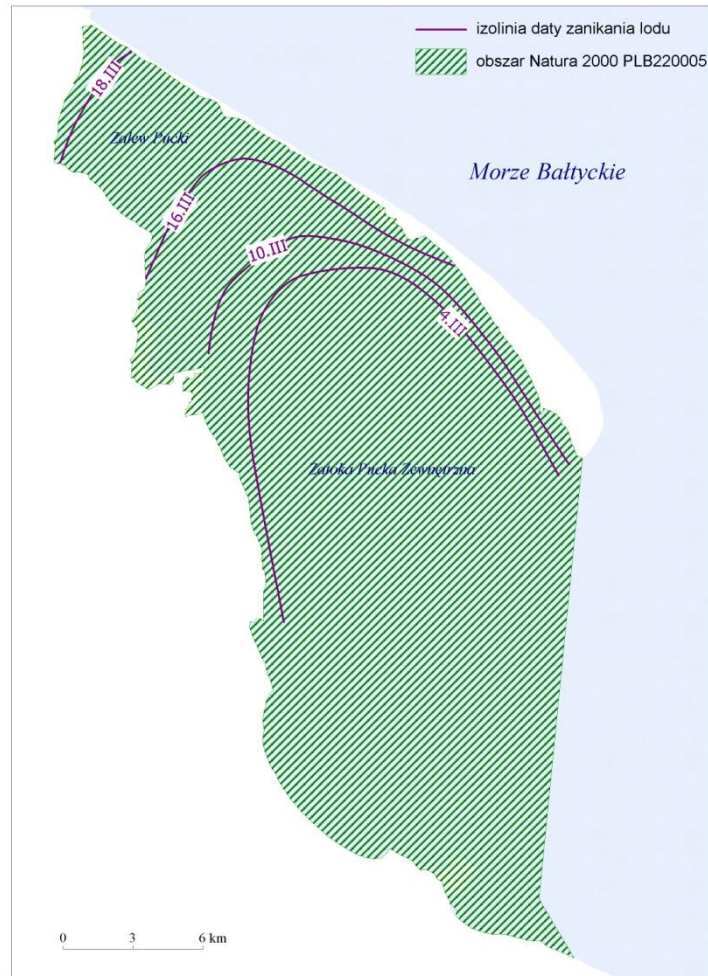 izolinia daty zanikania lodu
obszar Natura 2000 PLB220005
18.III
Zalew Pucki
Morze Bałtyckie
16.III
10.III
4.III
Zatoka Pucka Zewnętrzna
0 3 6 km